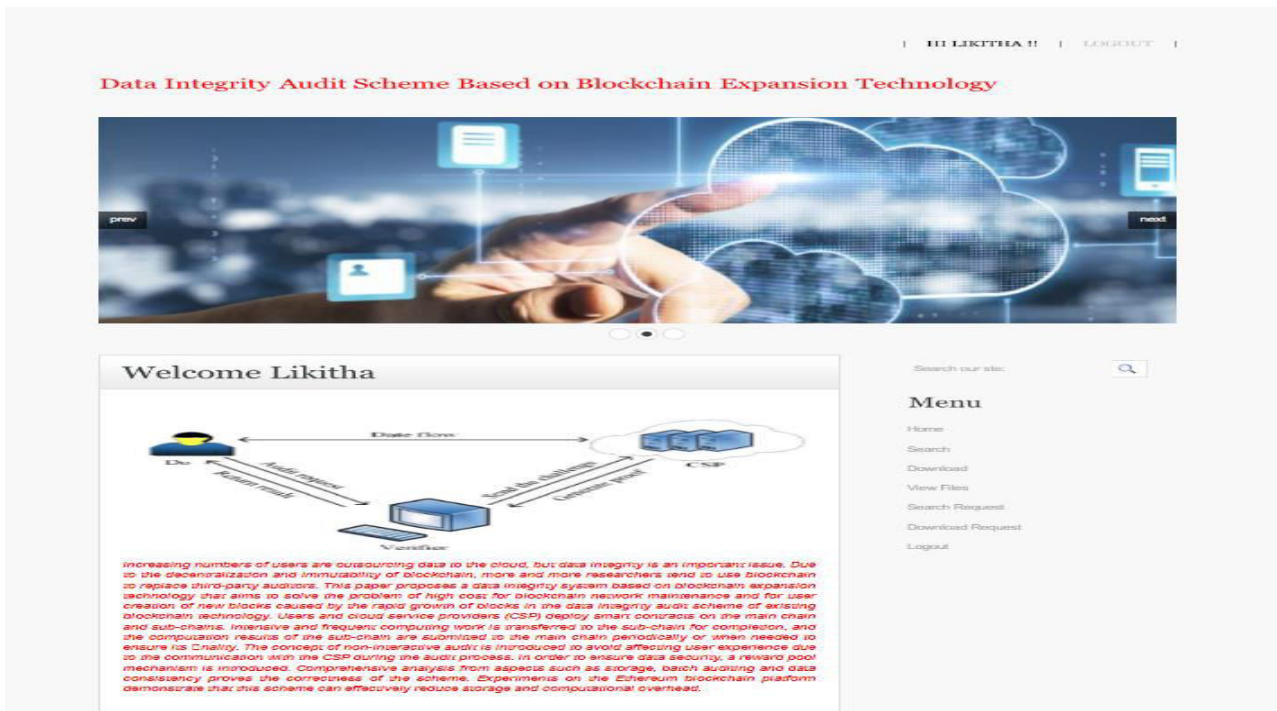 | HI LIKITHA !! | LOGOUT |
Data Integrity Audit Scheme Based on Blockchain Expansion Technology
prev
next
Welcome Likitha
Search our site:
Date flow
Do
CSP
Audit request
Return result
Send the challenge
Generate proof
Verifier
Increasing numbers of users are outsourcing data to the cloud, but data integrity is an important issue. Due
to the decentralization and immutability of blockchain, more and more researchers tend to use blockchain
to replace third-party auditors. This paper proposes a data integrity system based on blockchain expansion
technology that aims to solve the problem of high cost for blockchain network maintenance and for user
creation of new blocks caused by the rapid growth of blocks in the data integrity audit scheme of existing
blockchain technology. Users and cloud service providers (CSP) deploy smart contracts on the main chain
and sub-chains. Intensive and frequent computing work is transferred to the sub-chain for completion, and
the computation results of the sub-chain are submitted to the main chain periodically or when needed to
ensure its Enality. The concept of non-interactive audit is introduced to avoid affecting user experience due
to the communication with the CSP during the audit process. In order to ensure data security, a reward pool
mechanism is introduced. Comprehensive analysis from aspects such as storage, batch auditing and data
consistency proves the correctness of the scheme. Experiments on the Ethereum blockchain platform
demonstrate that this scheme can effectively reduce storage and computational overhead.
Menu
Home
Search
Download
View Files
Search Request
Download Request
Logout